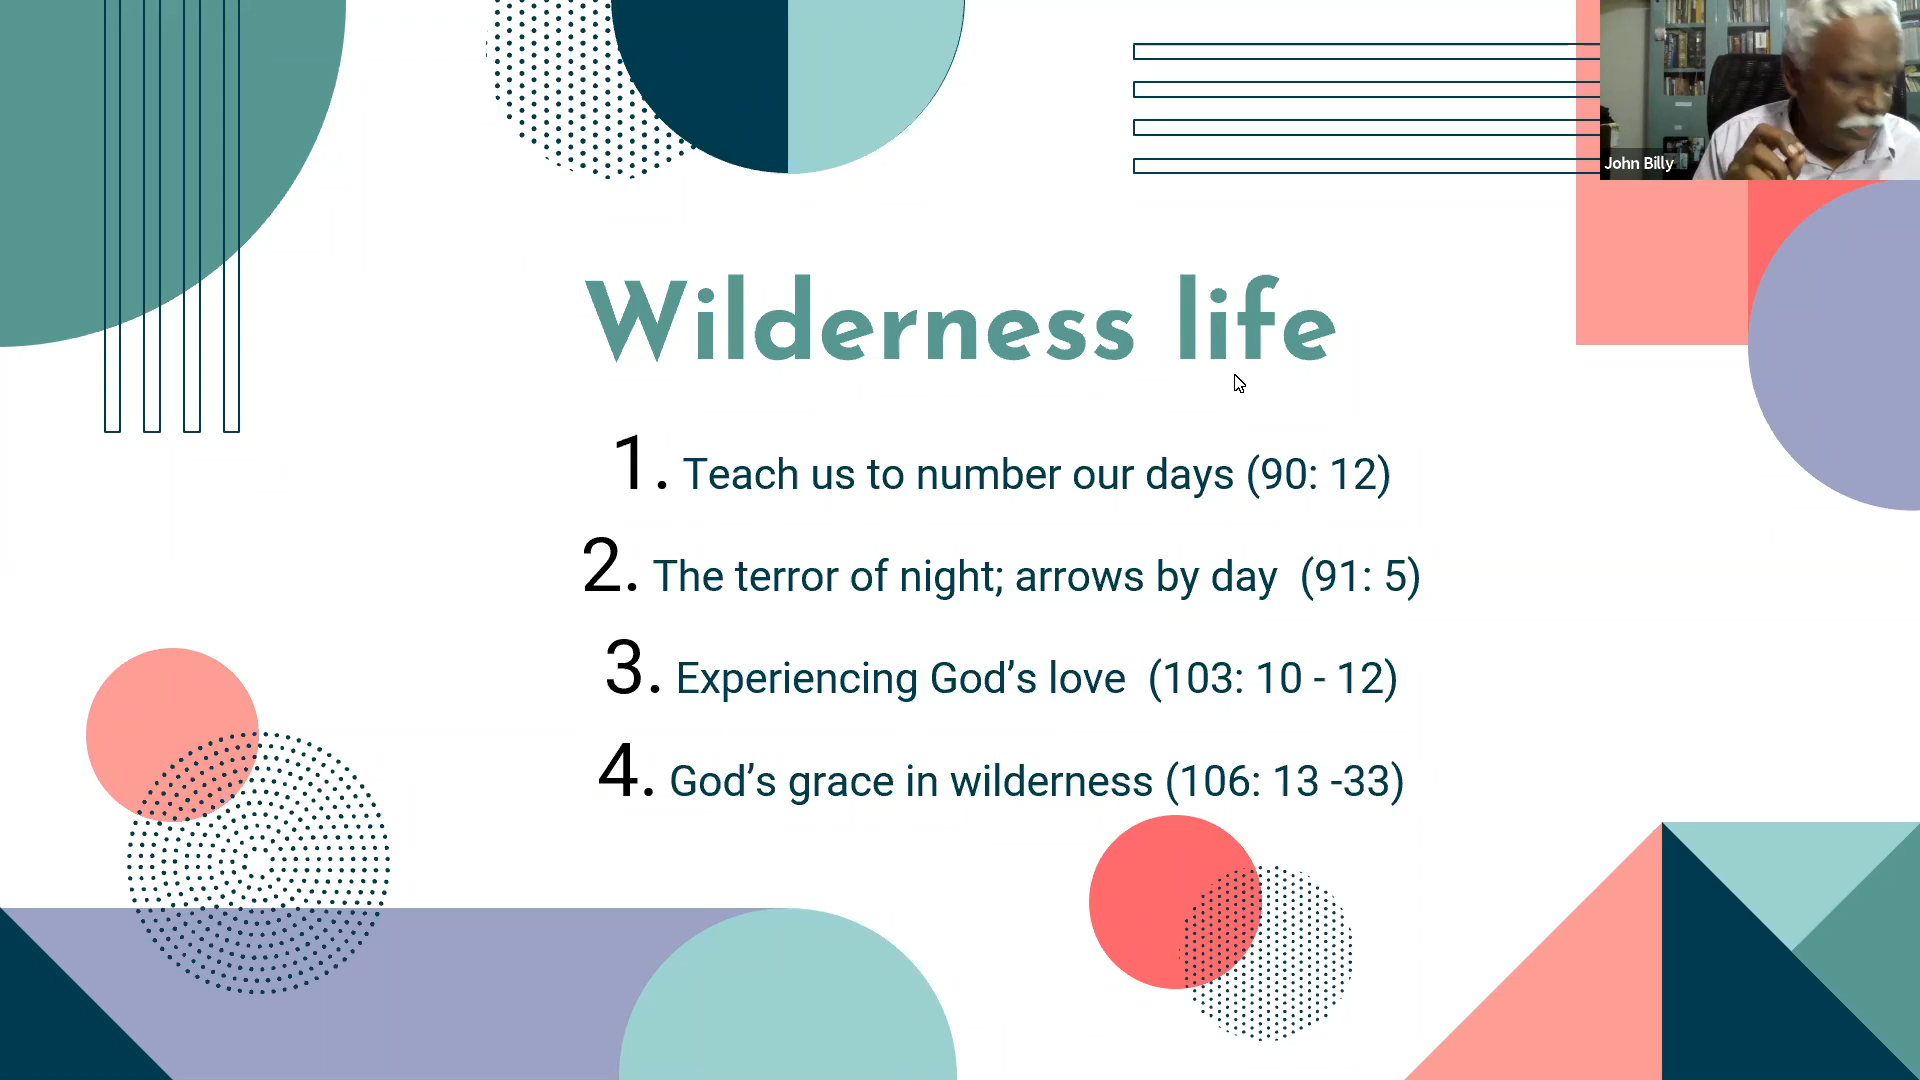 John Billy
Wilderness life
1. Teach us to number our days (90: 12)
2. The terror of night; arrows by day (91: 5)
3. Experiencing God’s love (103: 10 - 12)
4. God’s grace in wilderness (106: 13 -33)